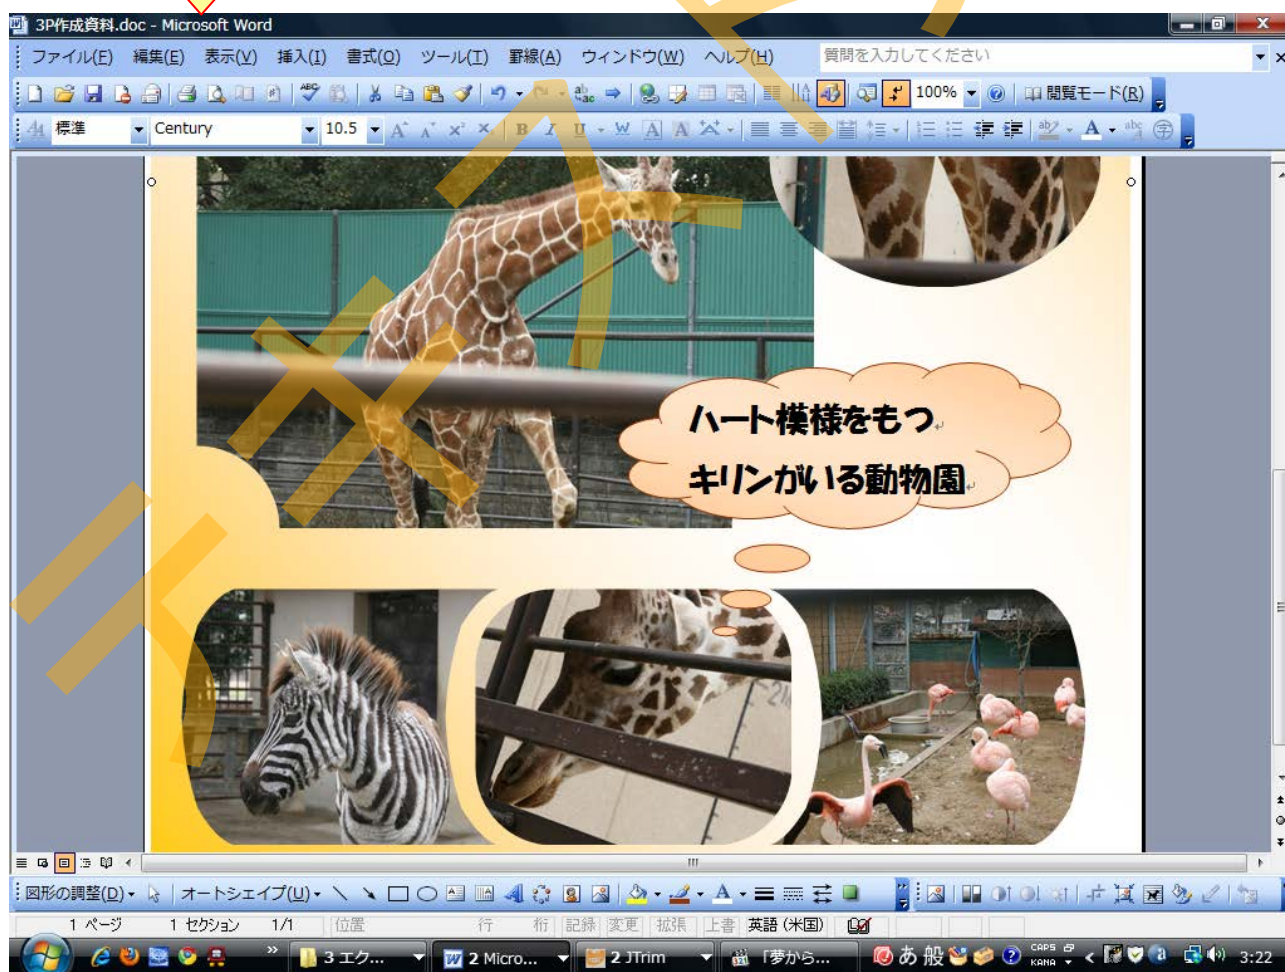 3P作成資料.doc - Microsoft Word
ファイル(F) 編集(E) 表示(V) 挿入(I) 書式(O) ツール(T) 罫線(A) ウィンドウ(W) ヘルプ(H) 質問を入力してください
100% 閲覧モード(R)
標準 Century 10.5
ハート模様をもつ
キリンがいる動物園
図形の調整(D) オートシェイプ(U)
1 ページ 1 セクション 1/1 位置 行 桁 記録 変更 拡張 上書 英語 (米国)
3 エク... 2 Micro... 2 JTrim 「夢から... あ 般 CAPS KANA 3:22